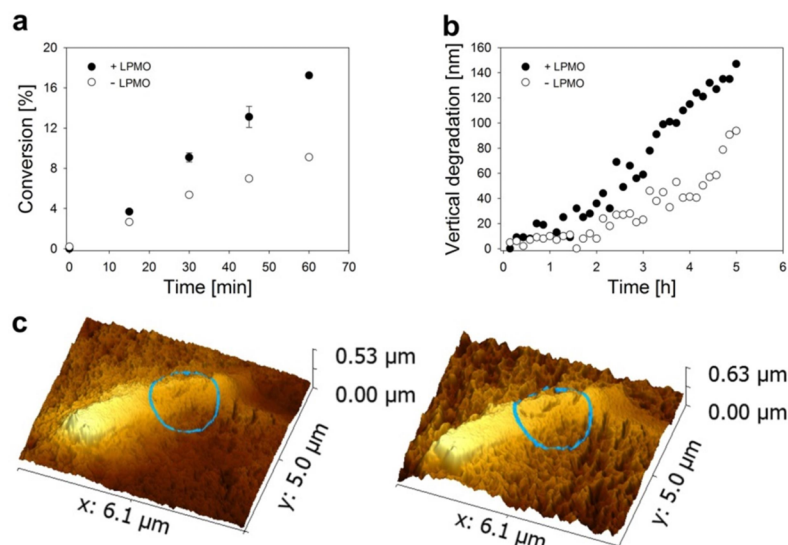 a
20
16
12
8
4
0
Conversion [%]
+ LPMO
- LPMO
0 10 20 30 40 50 60 70
Time [min]
b
160
140
120
100
80
60
40
20
0
Vertical degradation [nm]
+ LPMO
- LPMO
0 1 2 3 4 5 6
Time [h]
c
0.53 µm
0.00 µm
y: 5.0 µm
x: 6.1 µm
0.63 µm
0.00 µm
y: 5.0 µm
x: 6.1 µm